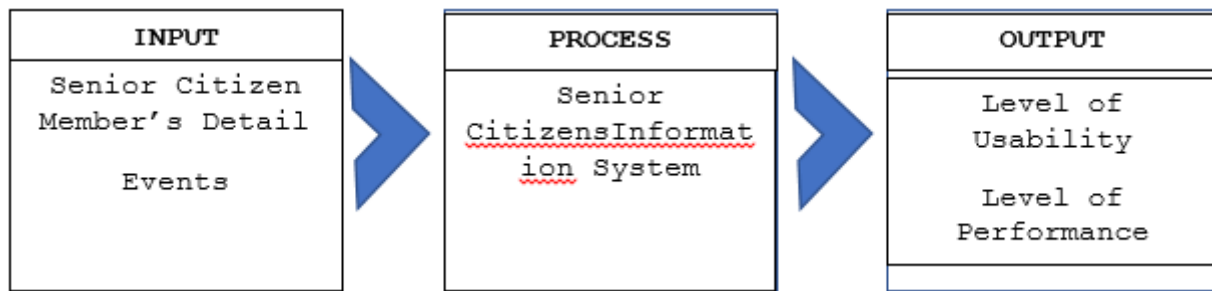 INPUT
Senior Citizen
Member's Detail
Events
PROCESS
Senior
CitizensInformat
ion System
OUTPUT
Level of
Usability
Level of
Performance